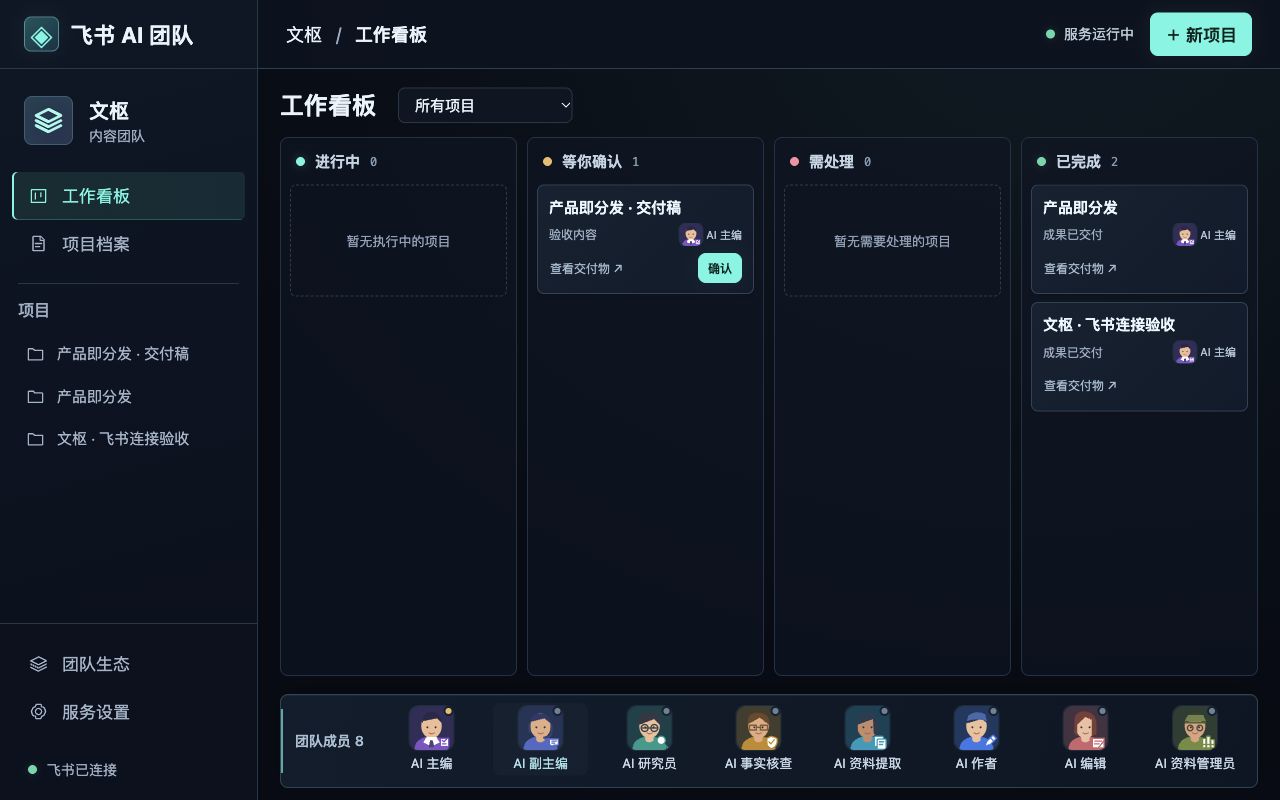 飞书 AI 团队
文枢 / 工作看板
服务运行中
+ 新项目
文枢
内容团队
工作看板
项目档案
项目
产品即分发 · 交付稿
产品即分发
文枢 · 飞书连接验收
团队生态
服务设置
飞书已连接
工作看板
所有项目
进行中 0
暂无执行中的项目
等你确认 1
产品即分发 · 交付稿
验收内容
AI 主编
查看交付物 ↗
确认
需处理 0
暂无需要处理的项目
已完成 2
产品即分发
成果已交付
AI 主编
查看交付物 ↗
文枢 · 飞书连接验收
成果已交付
AI 主编
查看交付物 ↗
团队成员 8
AI 主编
AI 副主编
AI 研究员
AI 事实核查
AI 资料提取
AI 作者
AI 编辑
AI 资料管理员